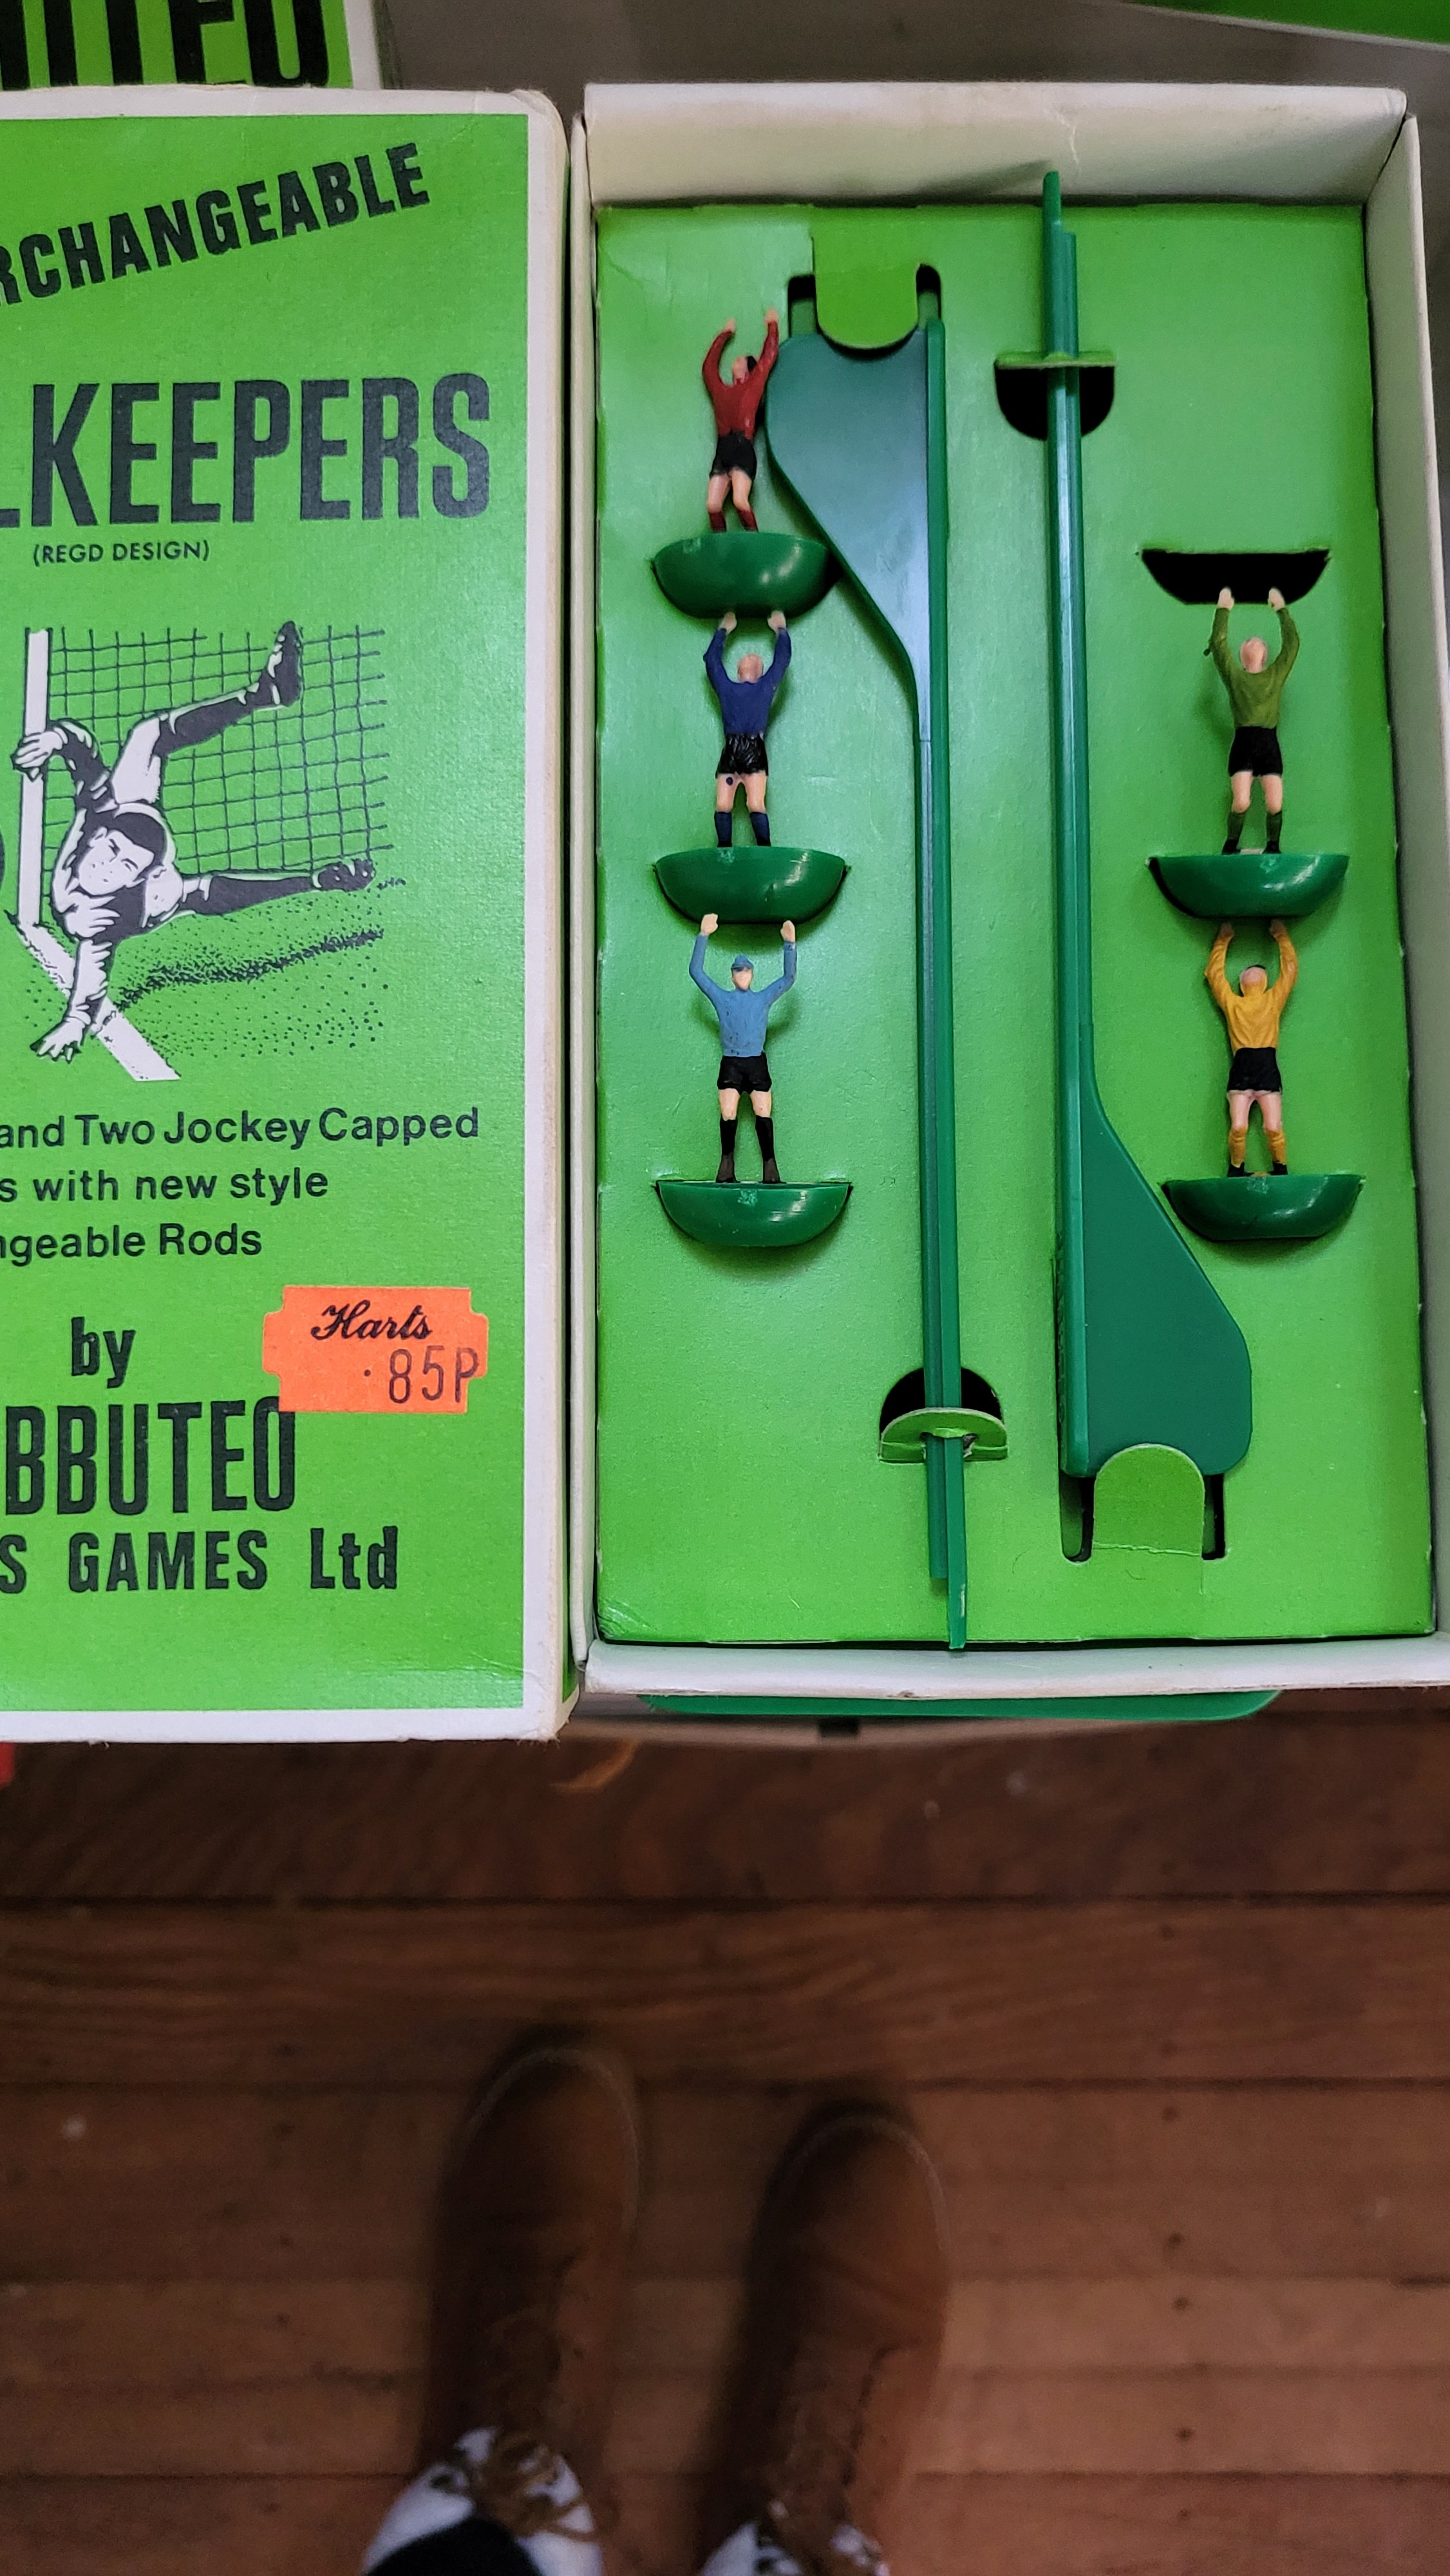 UTEO
RCHANGEABLE
LKEEPERS
(REGD DESIGN)
and Two Jockey Capped
s with new style
ngeable Rods
by
Harts
.85P
BBUTEO
S GAMES Ltd